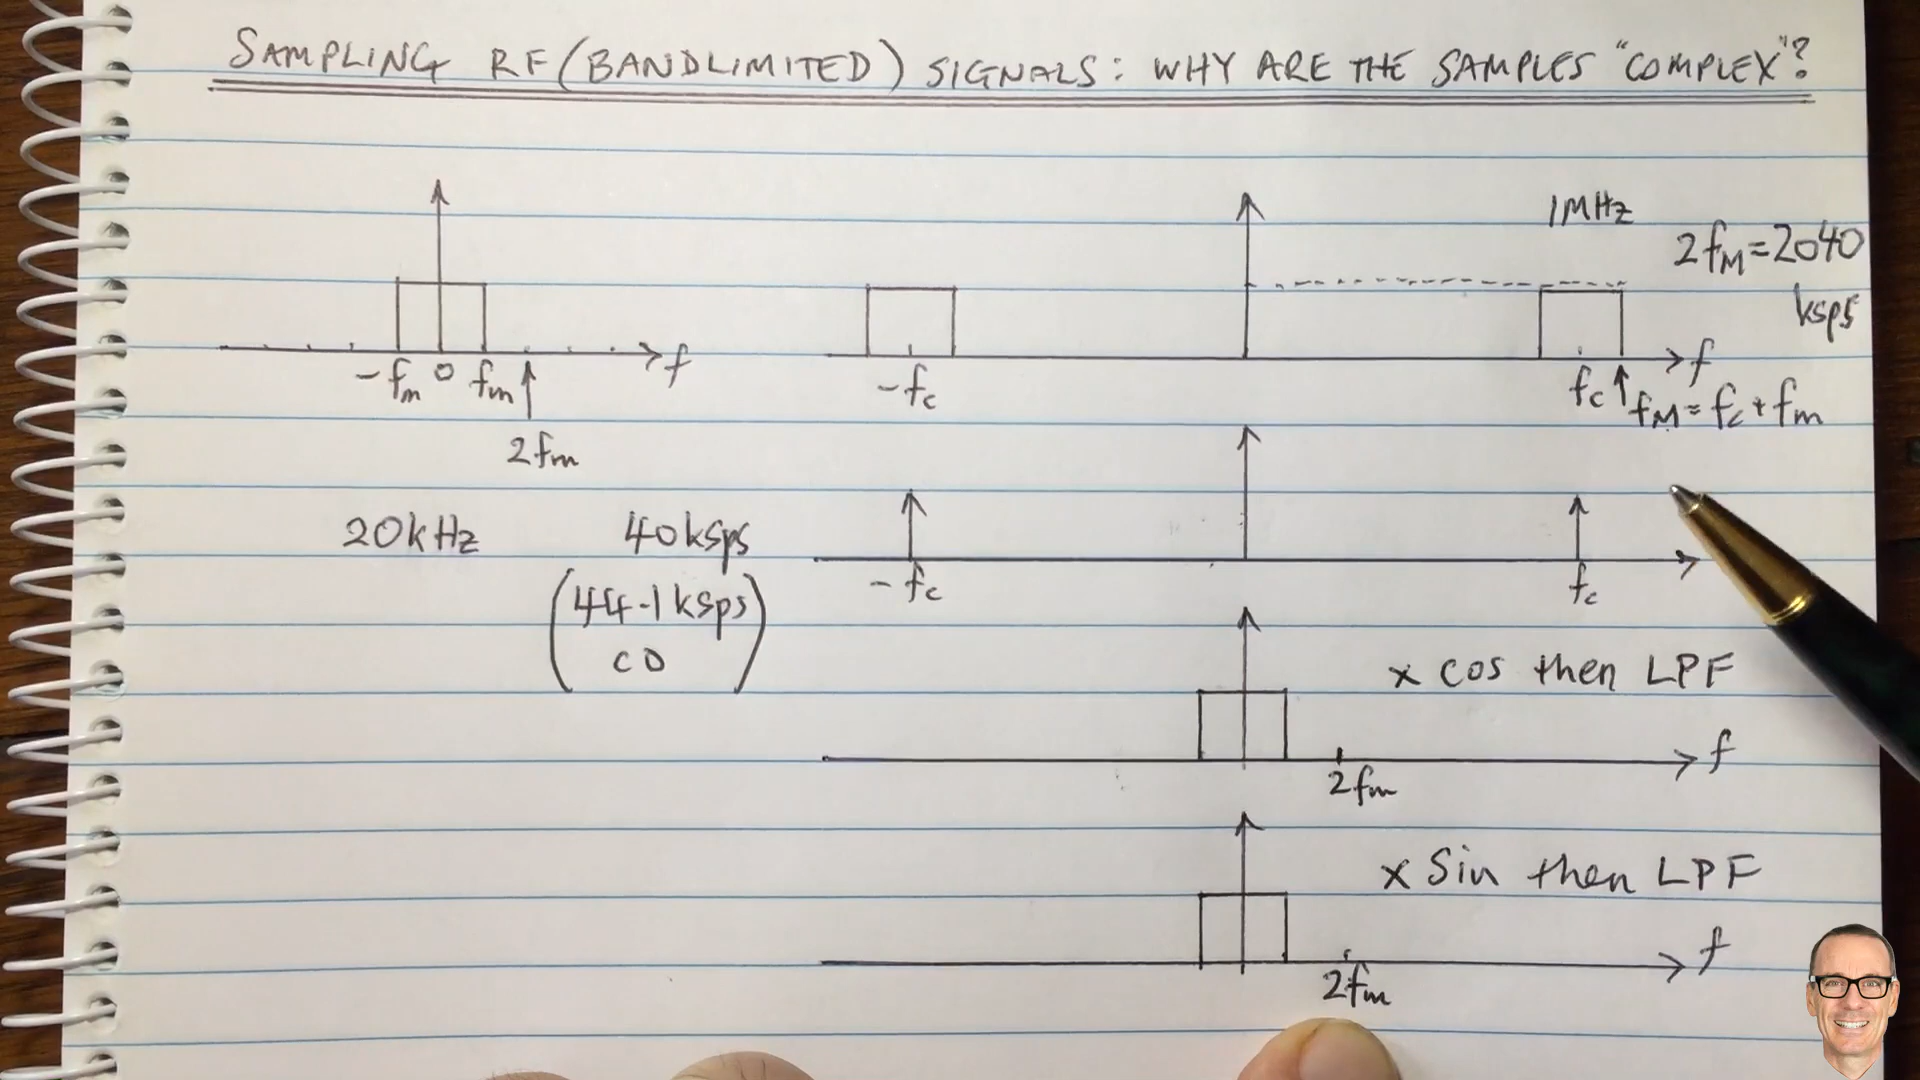 SAMPLING RF (BANDLIMITED) SIGNALS: WHY ARE THE SAMPLES "COMPLEX"?
-fm 0 fm f
2fm
20kHz 40ksps
(44.1ksps)
CD
1MHz
2fM=2040
ksps
-fc fc f
fM=fc+fm
-fc fc
x cos then LPF
2fm f
x Sin then LPF
2fm f